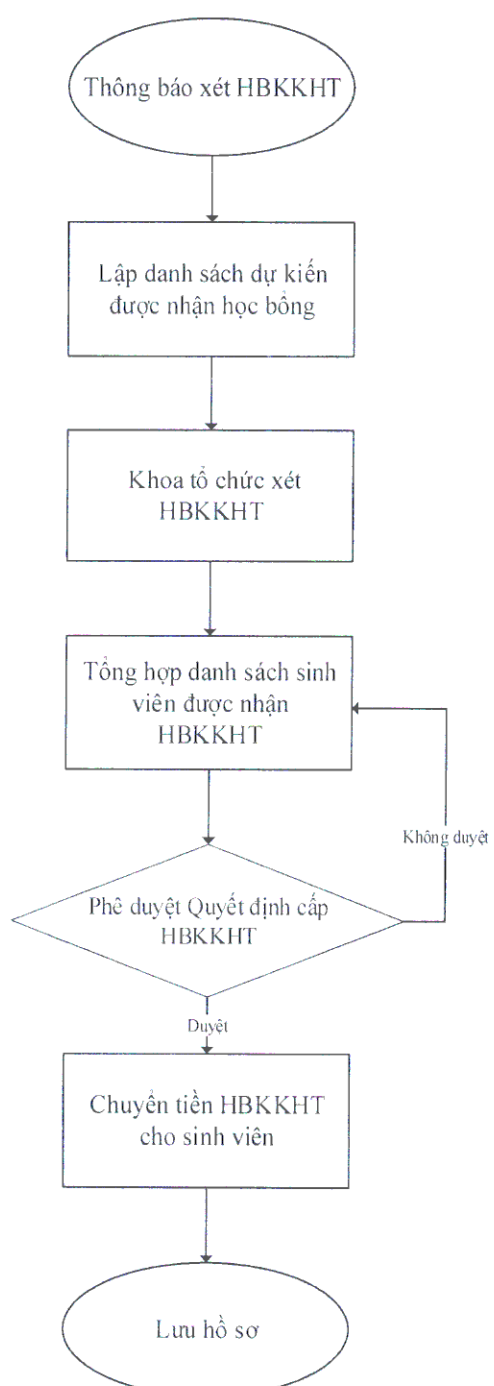 Thông báo xét HBKKHT
Lập danh sách dự kiến
được nhận học bổng
Khoa tổ chức xét
HBKKHT
Tổng hợp danh sách sinh
viên được nhận
HBKKHT
Không duyệt
Phê duyệt Quyết định cấp
HBKKHT
Duyệt
Chuyển tiền HBKKHT
cho sinh viên
Lưu hồ sơ